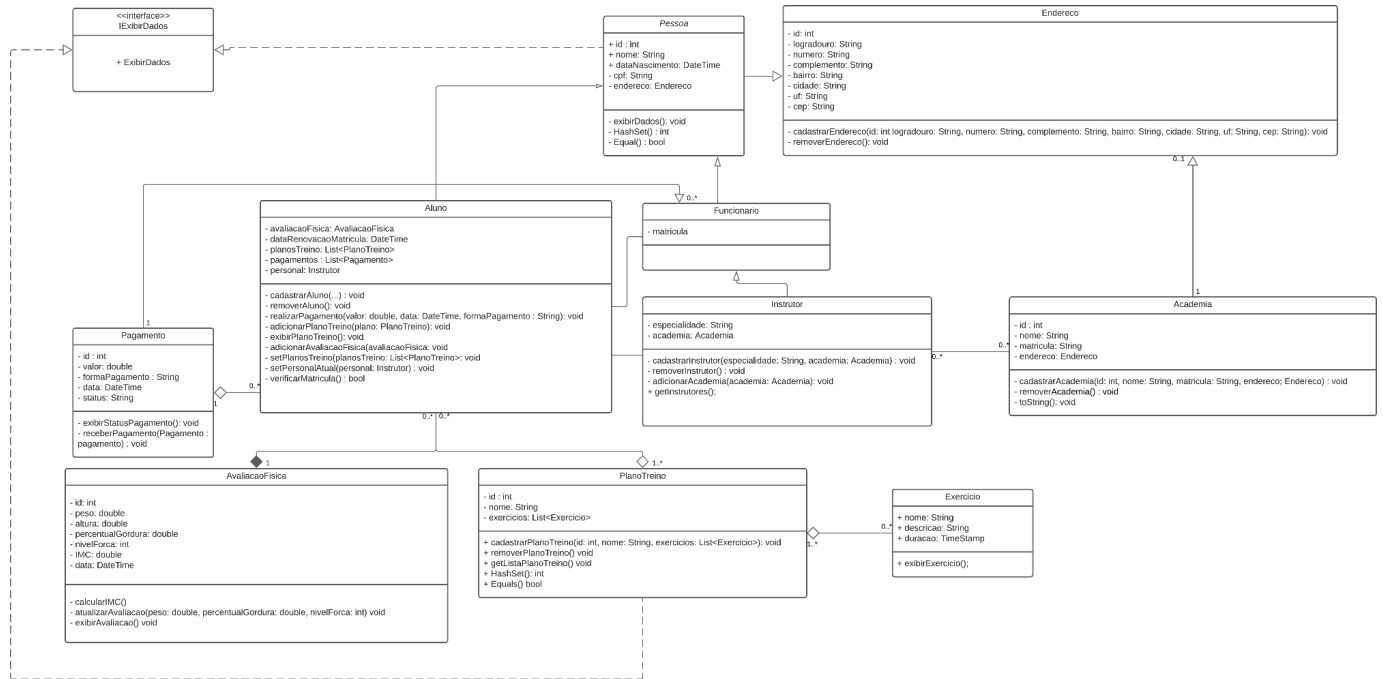 <<interface>>
IExibirDados
+ ExibirDados
Pessoa
+ id : int
+ nome: String
+ dataNascimento: DateTime
- cpf: String
- endereco: Endereco
- exibirDados(): void
- HashSet() : int
- Equal() : bool
Endereco
- id: int
- logradouro: String
- numero: String
- complemento: String
- bairro: String
- cidade: String
- uf: String
- cep: String
- cadastrarEndereco(id: int logradouro: String, numero: String, complemento: String, bairro: String, cidade: String, uf: String, cep: String): void
- removerEndereco(): void
0..1
0..*
Aluno
- avaliacaoFisica: AvaliacaoFisica
- dataRenovacaoMatricula: DateTime
- planosTreino: List<PlanoTreino>
- pagamentos : List<Pagamento>
- personal: Instrutor
- cadastrarAluno(...) : void
- removerAluno(): void
- realizarPagamento(valor: double, data: DateTime, formaPagamento : String): void
- adicionarPlanoTreino(plano: PlanoTreino): void
- exibirPlanoTreino(): void
- adicionarAvaliacaoFisica(avaliacaoFisica: void
- setPlanosTreino(planosTreino: List<PlanoTreino>: void
- setPersonalAtual(personal: Instrutor) : void
- verificarMatricula() : bool
Funcionario
- matricula
Instrutor
- especialidade: String
- academia: Academia
- cadastrarInstrutor(especialidade: String, academia: Academia) : void
- removerInstrutor() : void
- adicionarAcademia(academia: Academia): void
+ getInstrutores();
0..*
0..*
1
Academia
- id : int
- nome: String
- matricula: String
- endereco: Endereco
- cadastrarAcademia(id: int, nome: String, matricula: String, endereco; Endereco) : void
- removerAcademia() : void
- toString(): void
1
Pagamento
- id : int
- valor: double
- formaPagamento : String
- data: DateTime
- status: String
- exibirStatusPagamento(): void
- receberPagamento(Pagamento :
pagamento) : void
1
0..*
0..*
0..*
1
1..*
AvaliacaoFisica
- id: int
- peso: double
- altura: double
- percentualGordura: double
- nivelForca: int
- IMC: double
- data: DateTime
- calcularIMC()
- atualizarAvaliacao(peso: double, percentualGordura: double, nivelForca: int) void
- exibirAvaliacao() void
PlanoTreino
- id : int
- nome: String
- exercicios: List<Exercicio>
+ cadastrarPlanoTreino(id: int, nome: String, exercicios: List<Exercicio>): void
+ removerPlanoTreino() void
+ getListaPlanoTreino() void
+ HashSet(): int
+ Equals() bool
1..*
0..*
Exercicio
+ nome: String
+ descricao: String
+ duracao: TimeStamp
+ exibirExercicio();